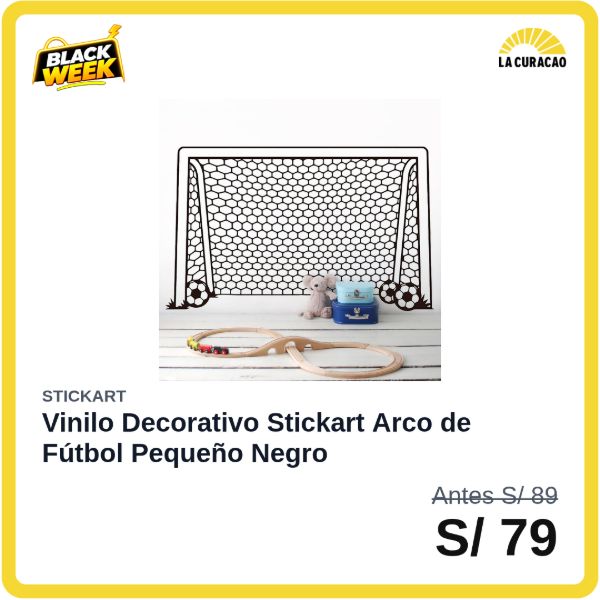 BLACK
WEEK
LA CURACAO
STICKART
Vinilo Decorativo Stickart Arco de
Fútbol Pequeño Negro
Antes S/ 89
S/ 79